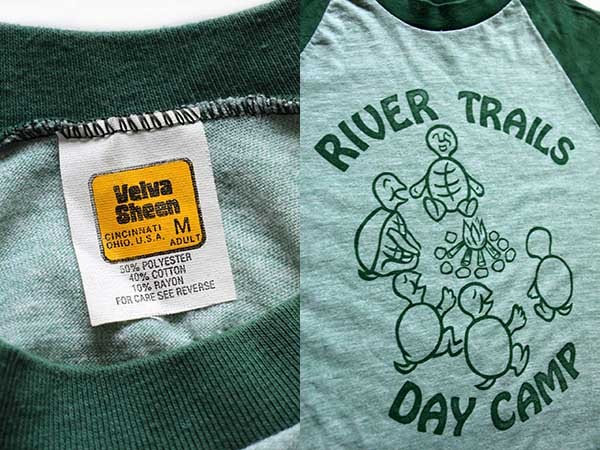 Velva
Sheen
CINCINNATI
OHIO, U.S.A.
M
ADULT
50% POLYESTER
40% COTTON
10% RAYON
FOR CARE SEE REVERSE
RIVER TRAILS
DAY CAMP